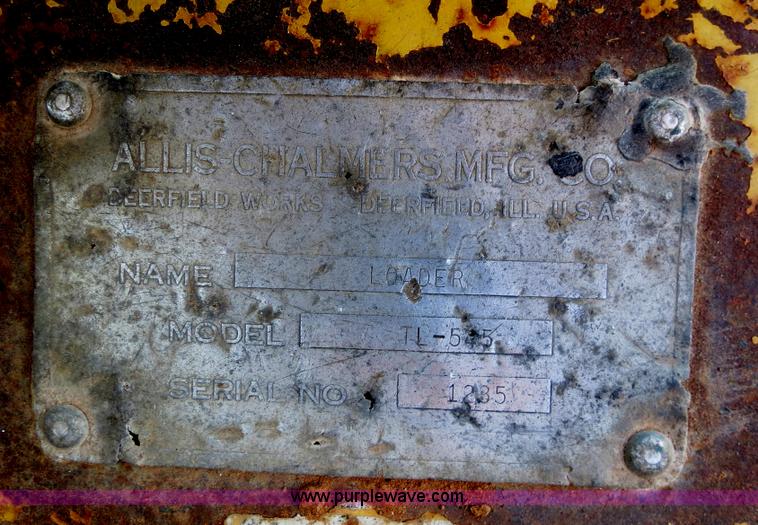 ALLIS-CHALMERS MFG. CO.
DEERFIELD WORKS DEERFIELD, ILL. U.S.A.
NAME LOADER
MODEL TL-545
SERIAL NO 1235
www.purplewave.com